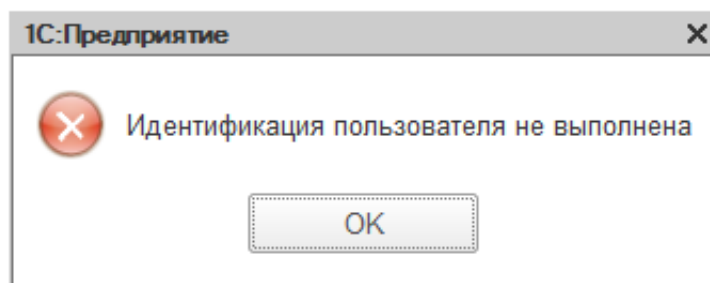 1С:Предприятие
Идентификация пользователя не выполнена
OK